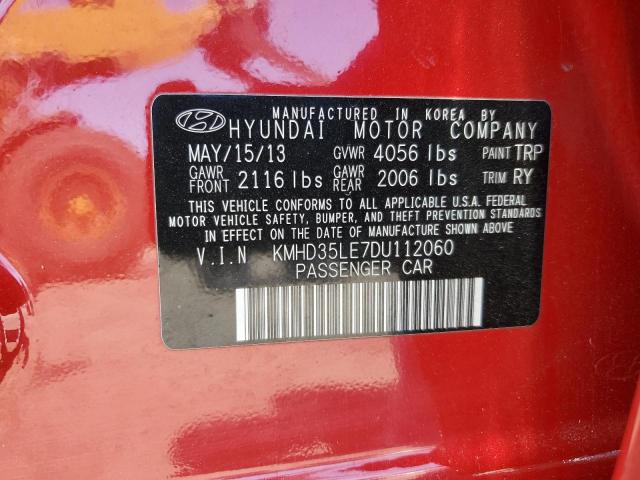 MANUFACTURED IN KOREA BY
HYUNDAI MOTOR COMPANY
MAY/15/13 GVWR 4056 lbs PAINT TRP
GAWR FRONT 2116 lbs GAWR REAR 2006 lbs TRIM RY
THIS VEHICLE CONFORMS TO ALL APPLICABLE U.S.A. FEDERAL
MOTOR VEHICLE SAFETY, BUMPER, AND THEFT PREVENTION STANDARDS
IN EFFECT ON THE DATE OF MANUFACTURE SHOWN ABOVE
V.I.N KMHD35LE7DU112060
PASSENGER CAR